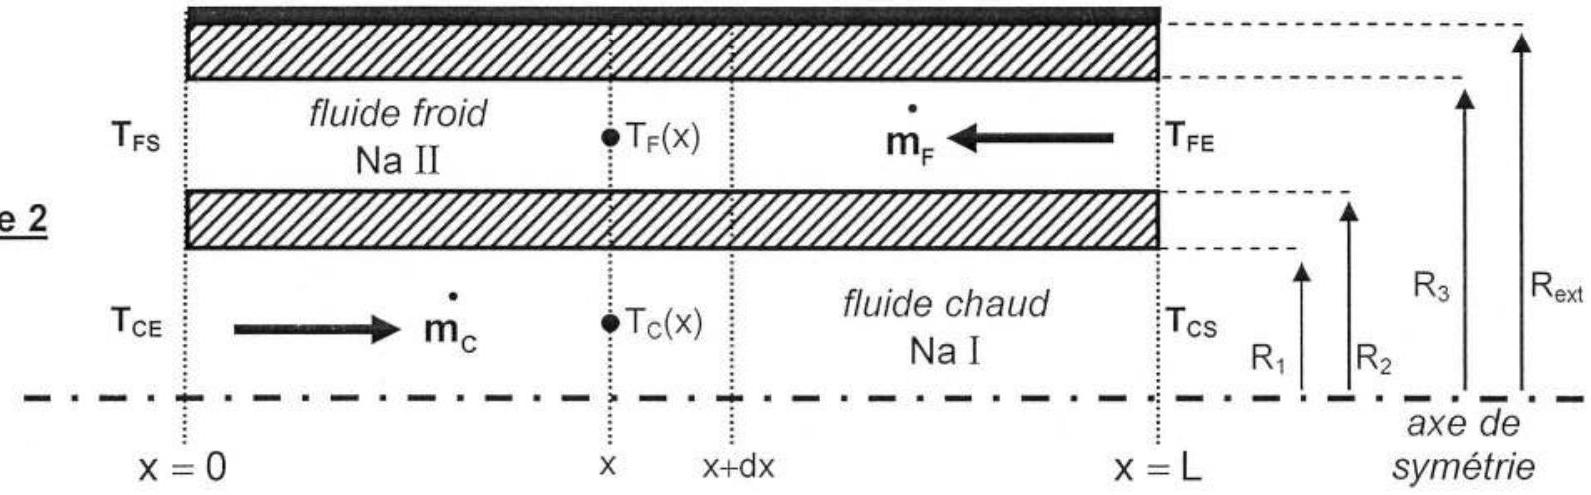 fluide froid
Na II
T_FS
T_F(x)
ṁ_F
T_FE
e 2
T_CE
ṁ_C
T_C(x)
fluide chaud
Na I
T_CS
R_1
R_2
R_3
R_ext
axe de
symétrie
x = 0
x
x+dx
x = L